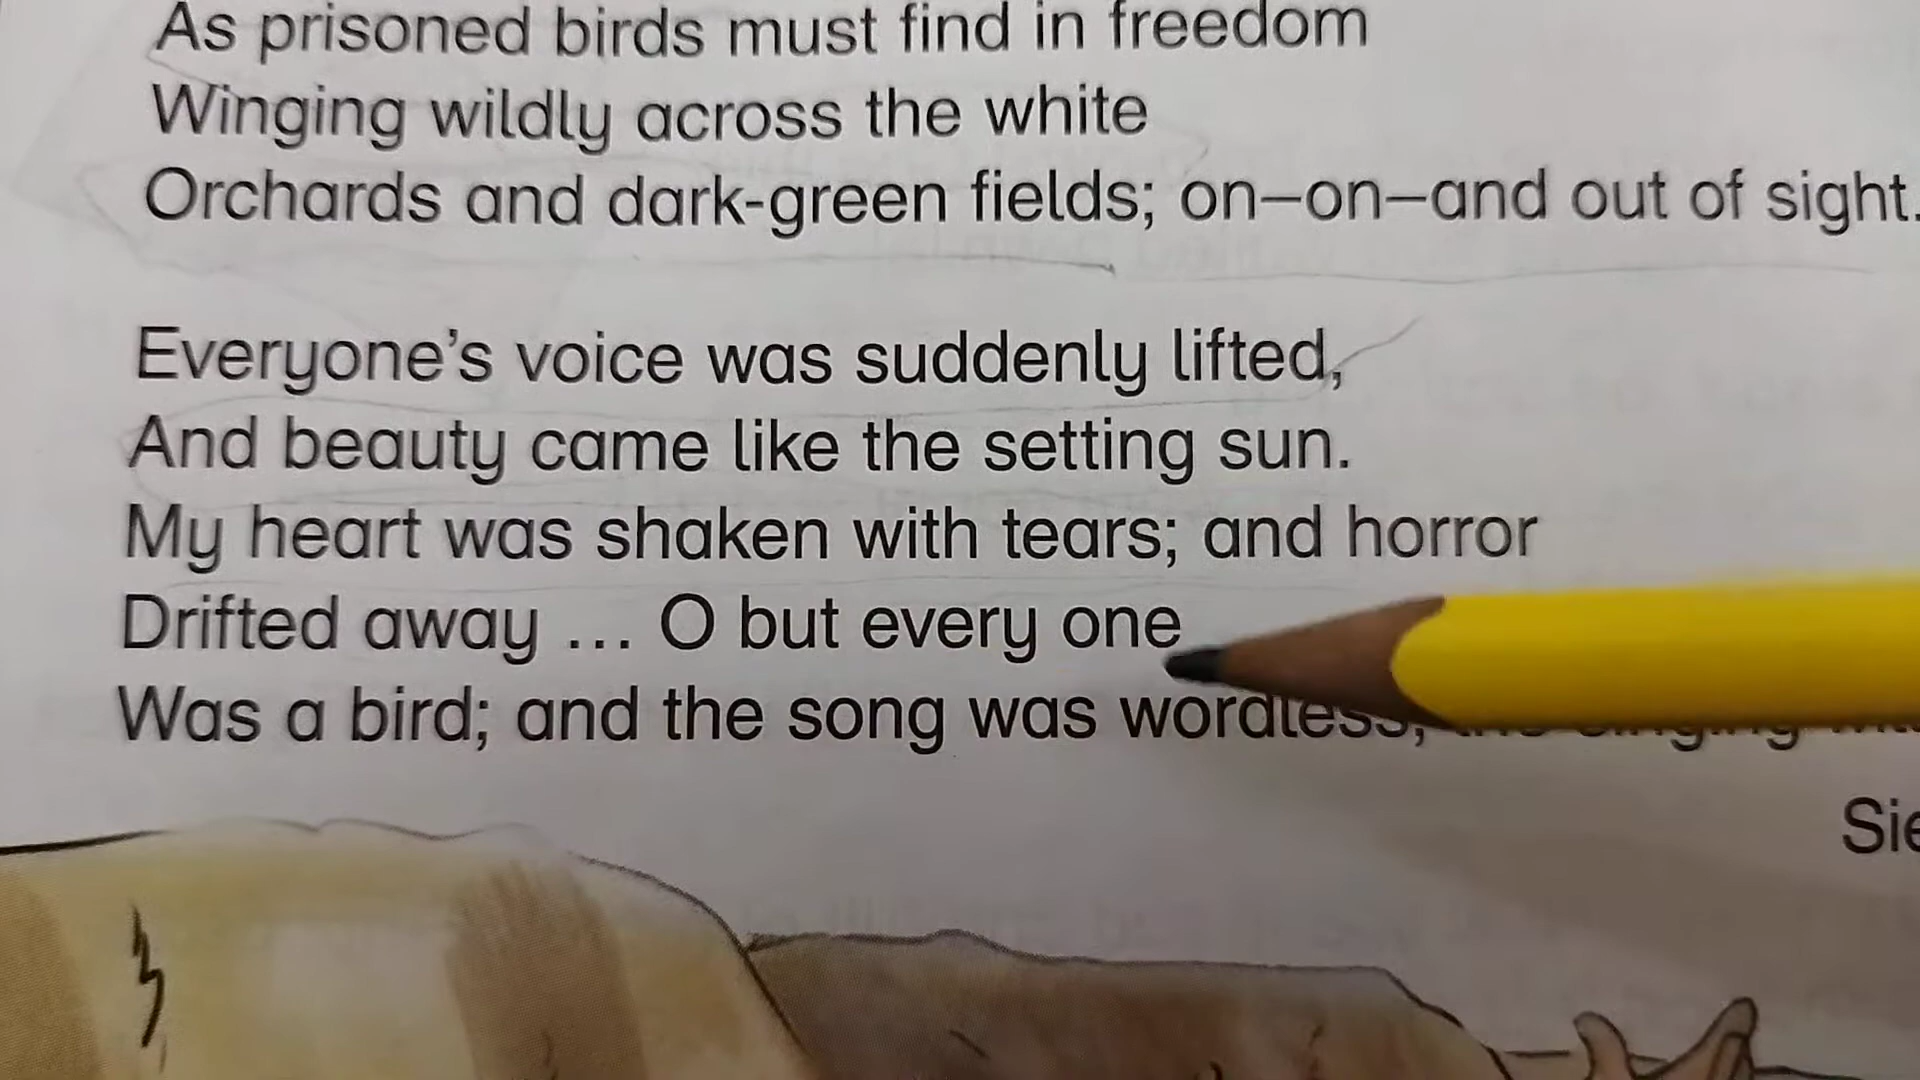 As prisoned birds must find in freedom
Winging wildly across the white
Orchards and dark-green fields; on–on–and out of sight.
Everyone's voice was suddenly lifted,
And beauty came like the setting sun.
My heart was shaken with tears; and horror
Drifted away ... O but every one
Was a bird; and the song was wordless;